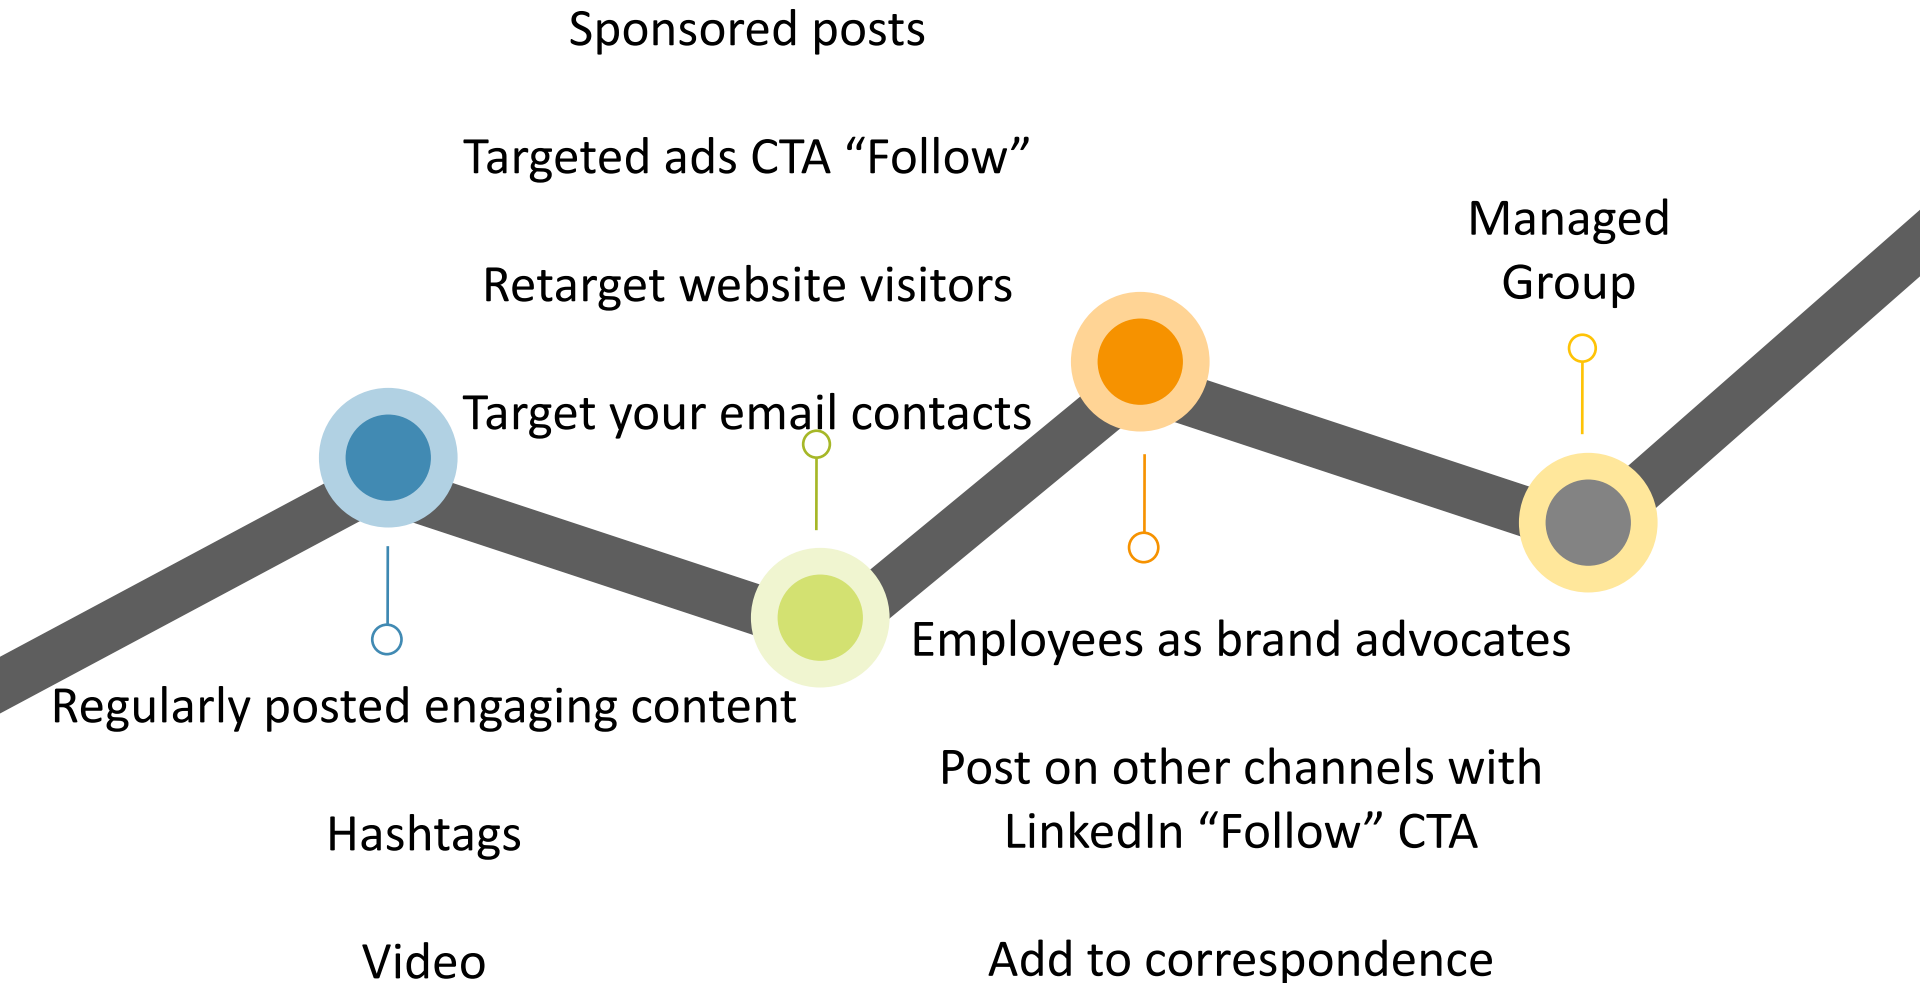 Sponsored posts
Targeted ads CTA “Follow”
Retarget website visitors
Target your email contacts
Managed
Group
Regularly posted engaging content
Hashtags
Video
Employees as brand advocates
Post on other channels with
LinkedIn “Follow” CTA
Add to correspondence